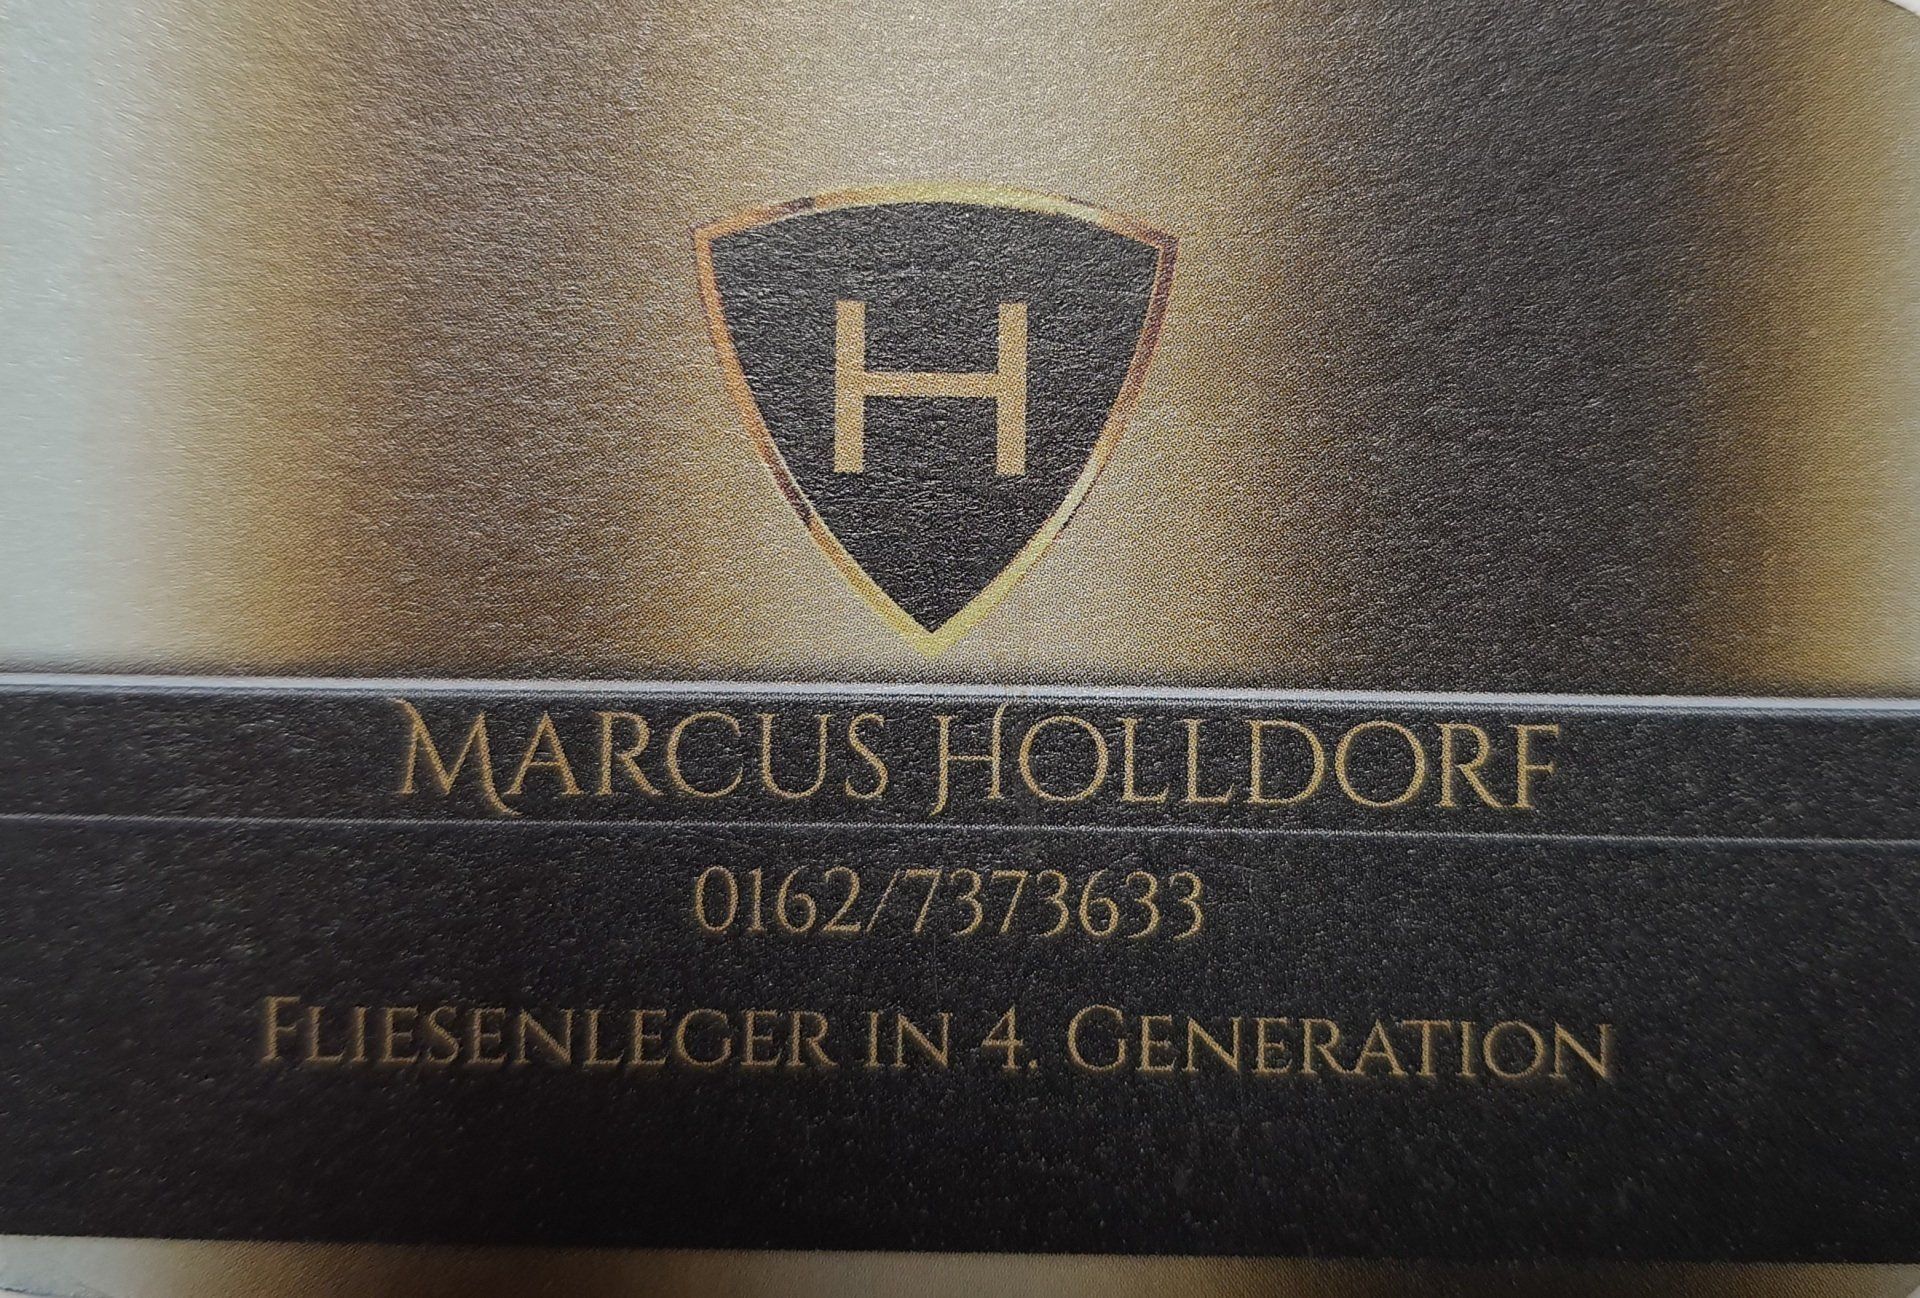 H
Marcus Holldorf
0162/7373633
Fliesenleger in 4. Generation